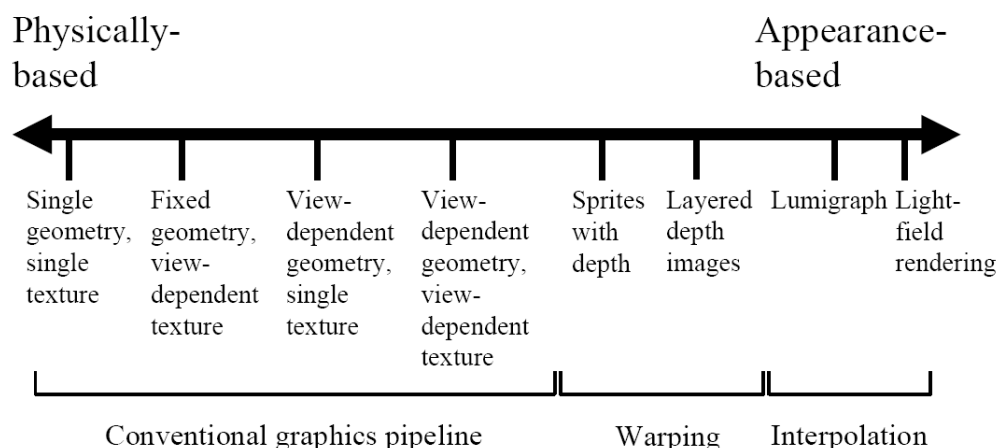 Physically-
based
Appearance-
based
Single
geometry,
single
texture
Fixed
geometry,
view-
dependent
texture
View-
dependent
geometry,
single
texture
View-
dependent
geometry,
view-
dependent
texture
Sprites
with
depth
Layered
depth
images
Lumigraph
Light-
field
rendering
Conventional graphics pipeline
Warping
Interpolation